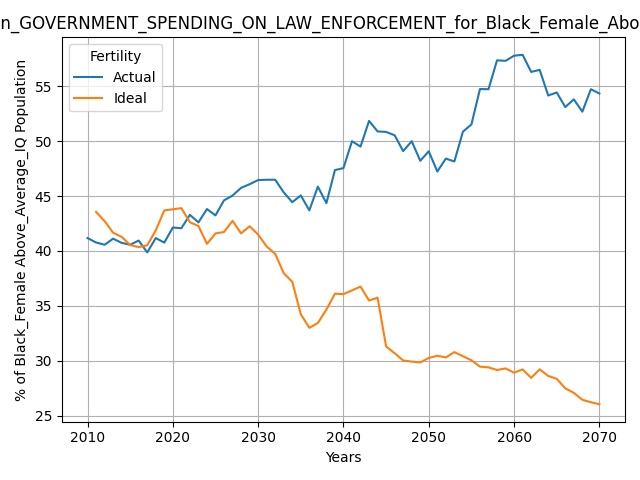 n_GOVERNMENT_SPENDING_ON_LAW_ENFORCEMENT_for_Black_Female_Abo
Fertility
Actual
Ideal
% of Black_Female Above_Average_IQ Population
55
50
45
40
35
30
25
2010
2020
2030
2040
2050
2060
2070
Years